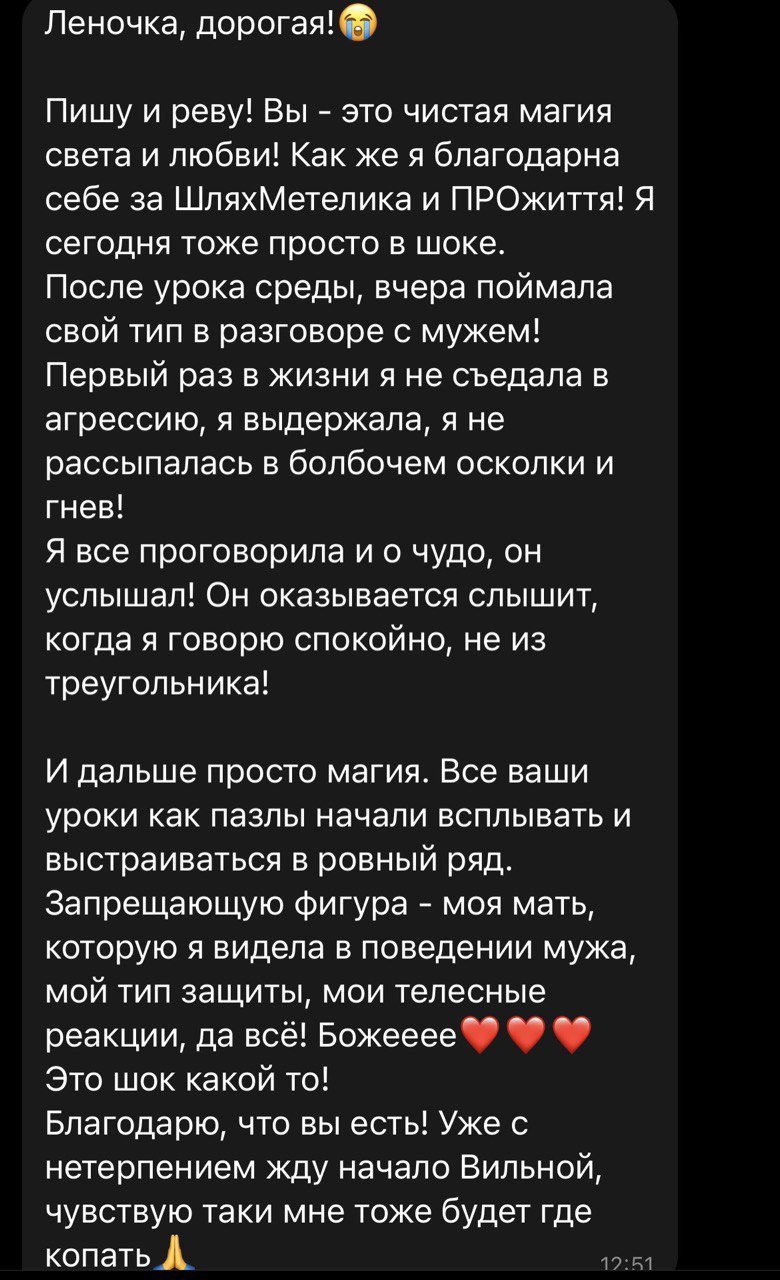 Леночка, дорогая!😭
Пишу и реву! Вы - это чистая магия
света и любви! Как же я благодарна
себе за ШляхМетелика и ПРОжиття! Я
сегодня тоже просто в шоке.
После урока среды, вчера поймала
свой тип в разговоре с мужем!
Первый раз в жизни я не съедала в
агрессию, я выдержала, я не
рассыпалась в болбочем осколки и
гнев!
Я все проговорила и о чудо, он
услышал! Он оказывается слышит,
когда я говорю спокойно, не из
треугольника!
И дальше просто магия. Все ваши
уроки как пазлы начали всплывать и
выстраиваться в ровный ряд.
Запрещающую фигура - моя мать,
которую я видела в поведении мужа,
мой тип защиты, мои телесные
реакции, да всё! Божееее❤️❤️❤️
Это шок какой то!
Благодарю, что вы есть! Уже с
нетерпением жду начало Вильной,
чувствую таки мне тоже будет где
копать🙏
12:51